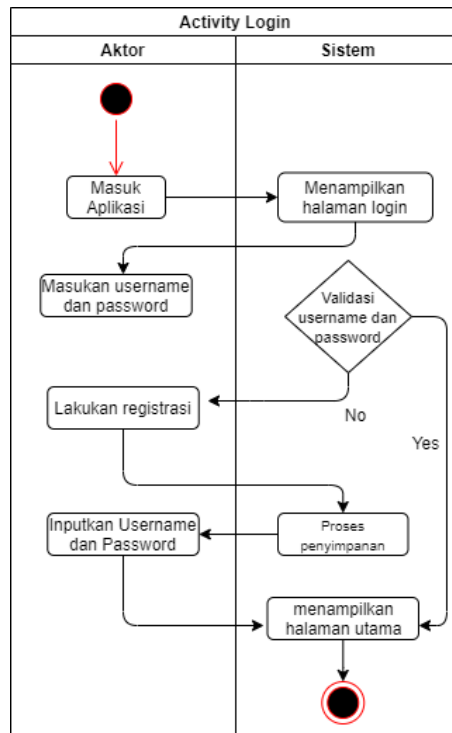 Activity Login
Aktor
Sistem
Masuk
Aplikasi
Menampilkan
halaman login
Masukan username
dan password
Validasi
username dan
password
Lakukan registrasi
No
Yes
Inputkan Username
dan Password
Proses
penyimpanan
menampilkan
halaman utama